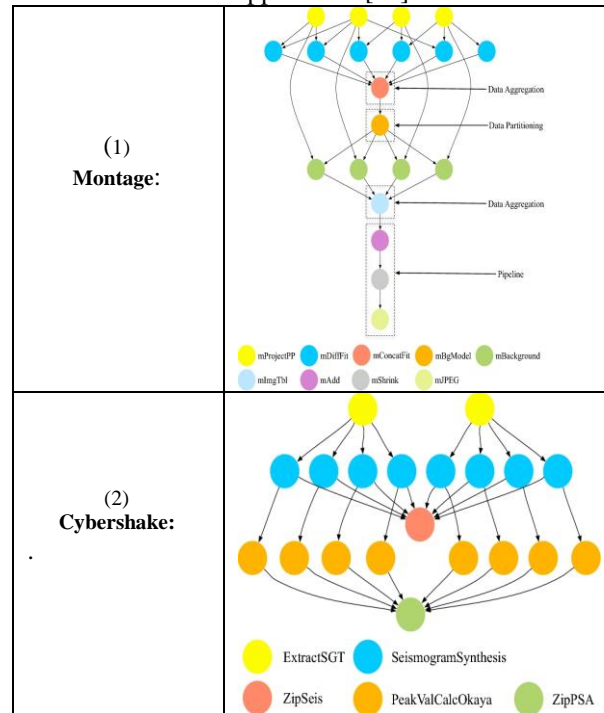 (1)
Montage:
Data Aggregation
Data Partitioning
Data Aggregation
Pipeline
mProjectPP mDiffFit mConcatFit mBgModel mBackground
mImgTbl mAdd mShrink mJPEG
(2)
Cybershake:
.
ExtractSGT SeismogramSynthesis
ZipSeis PeakValCalcOkaya ZipPSA